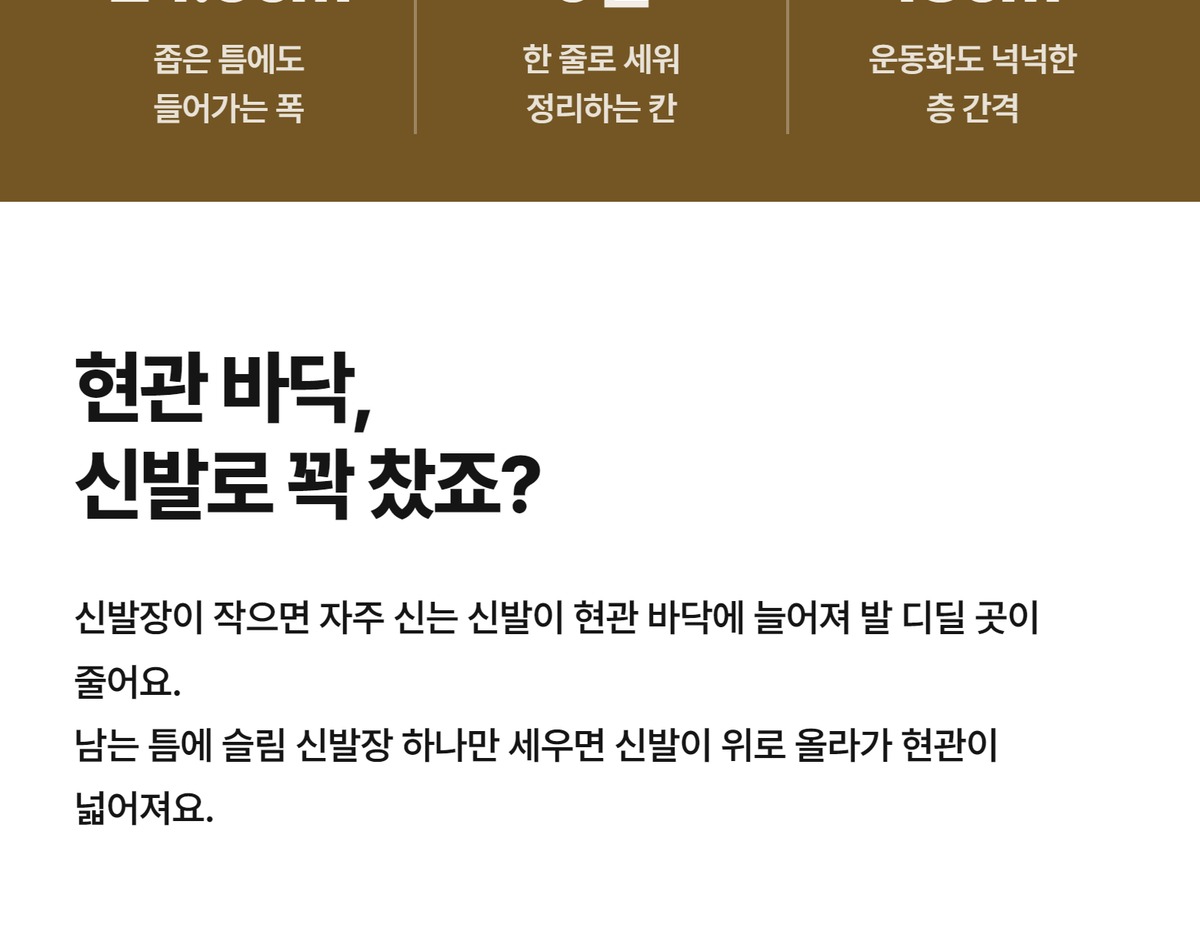 좁은 틈에도
들어가는 폭
한 줄로 세워
정리하는 칸
운동화도 넉넉한
층 간격
현관 바닥,
신발로 꽉 찼죠?
신발장이 작으면 자주 신는 신발이 현관 바닥에 늘어져 발 디딜 곳이
줄어요.
남는 틈에 슬림 신발장 하나만 세우면 신발이 위로 올라가 현관이
넓어져요.